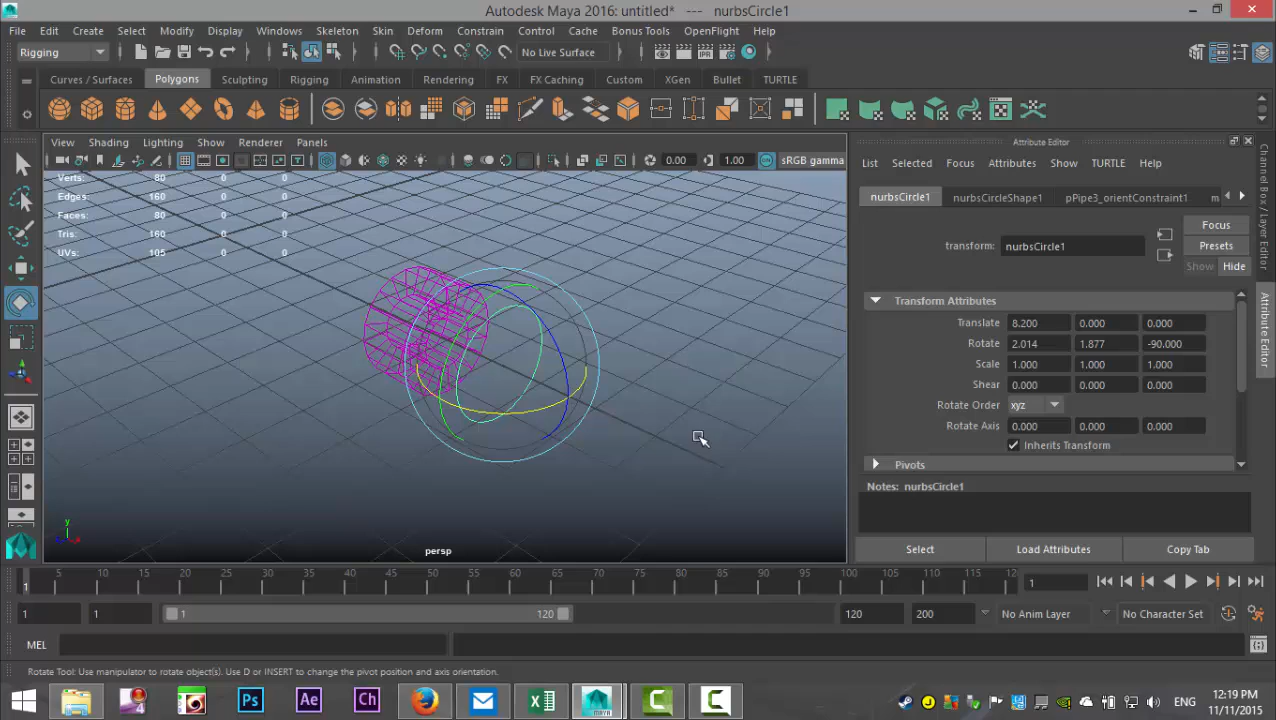 Autodesk Maya 2016: untitled* --- nurbsCircle1
File Edit Create Select Modify Display Windows Skeleton Skin Deform Constrain Control Cache Bonus Tools OpenFlight Help
Rigging No Live Surface
Curves / Surfaces Polygons Sculpting Rigging Animation Rendering FX FX Caching Custom XGen Bullet TURTLE
View Shading Lighting Show Renderer Panels
0.00 1.00 sRGB gamma
Verts: 80 0 0
Edges: 160 0 0
Faces: 80 0 0
Tris: 160 0 0
UVs: 105 0 0
y
x
persp
Attribute Editor
List Selected Focus Attributes Show TURTLE Help
nurbsCircle1 nurbsCircleShape1 pPipe3_orientConstraint1 m
transform: nurbsCircle1
Focus
Presets
Show Hide
Transform Attributes
Translate 8.200 0.000 0.000
Rotate 2.014 1.877 -90.000
Scale 1.000 1.000 1.000
Shear 0.000 0.000 0.000
Rotate Order xyz
Rotate Axis 0.000 0.000 0.000
Inherits Transform
Pivots
Notes: nurbsCircle1
Select Load Attributes Copy Tab
Channel Box / Layer Editor
Attribute Editor
1 5 10 15 20 25 30 35 40 45 50 55 60 65 70 75 80 85 90 95 100 105 110 115 12 1
1 1 1 120 120 200 No Anim Layer No Character Set
MEL
Rotate Tool: Use manipulator to rotate object(s). Use D or INSERT to change the pivot position and axis orientation.
Ps Ae Ch ENG
12:19 PM
11/11/2015